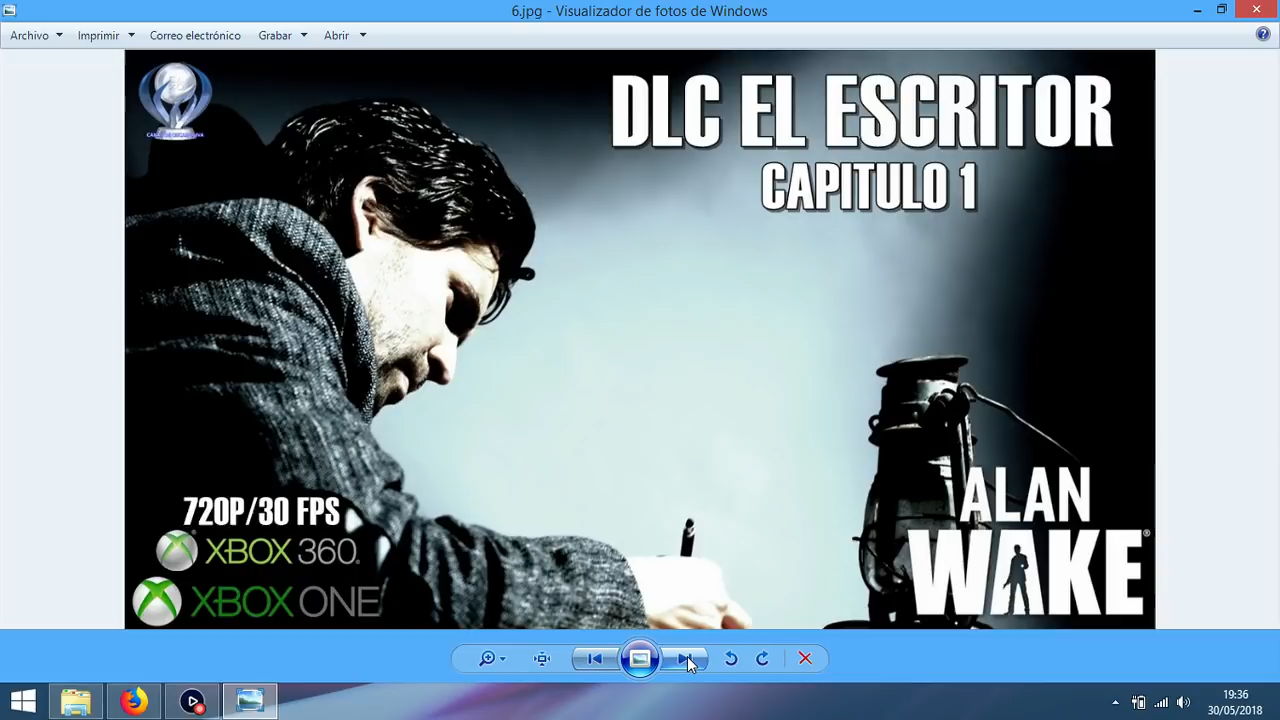 6.jpg - Visualizador de fotos de Windows
Archivo Imprimir Correo electrónico Grabar Abrir
DLC EL ESCRITOR
CAPITULO 1
720P/30 FPS
XBOX 360.
XBOX ONE
ALAN
WAKE®
19:36
30/05/2018